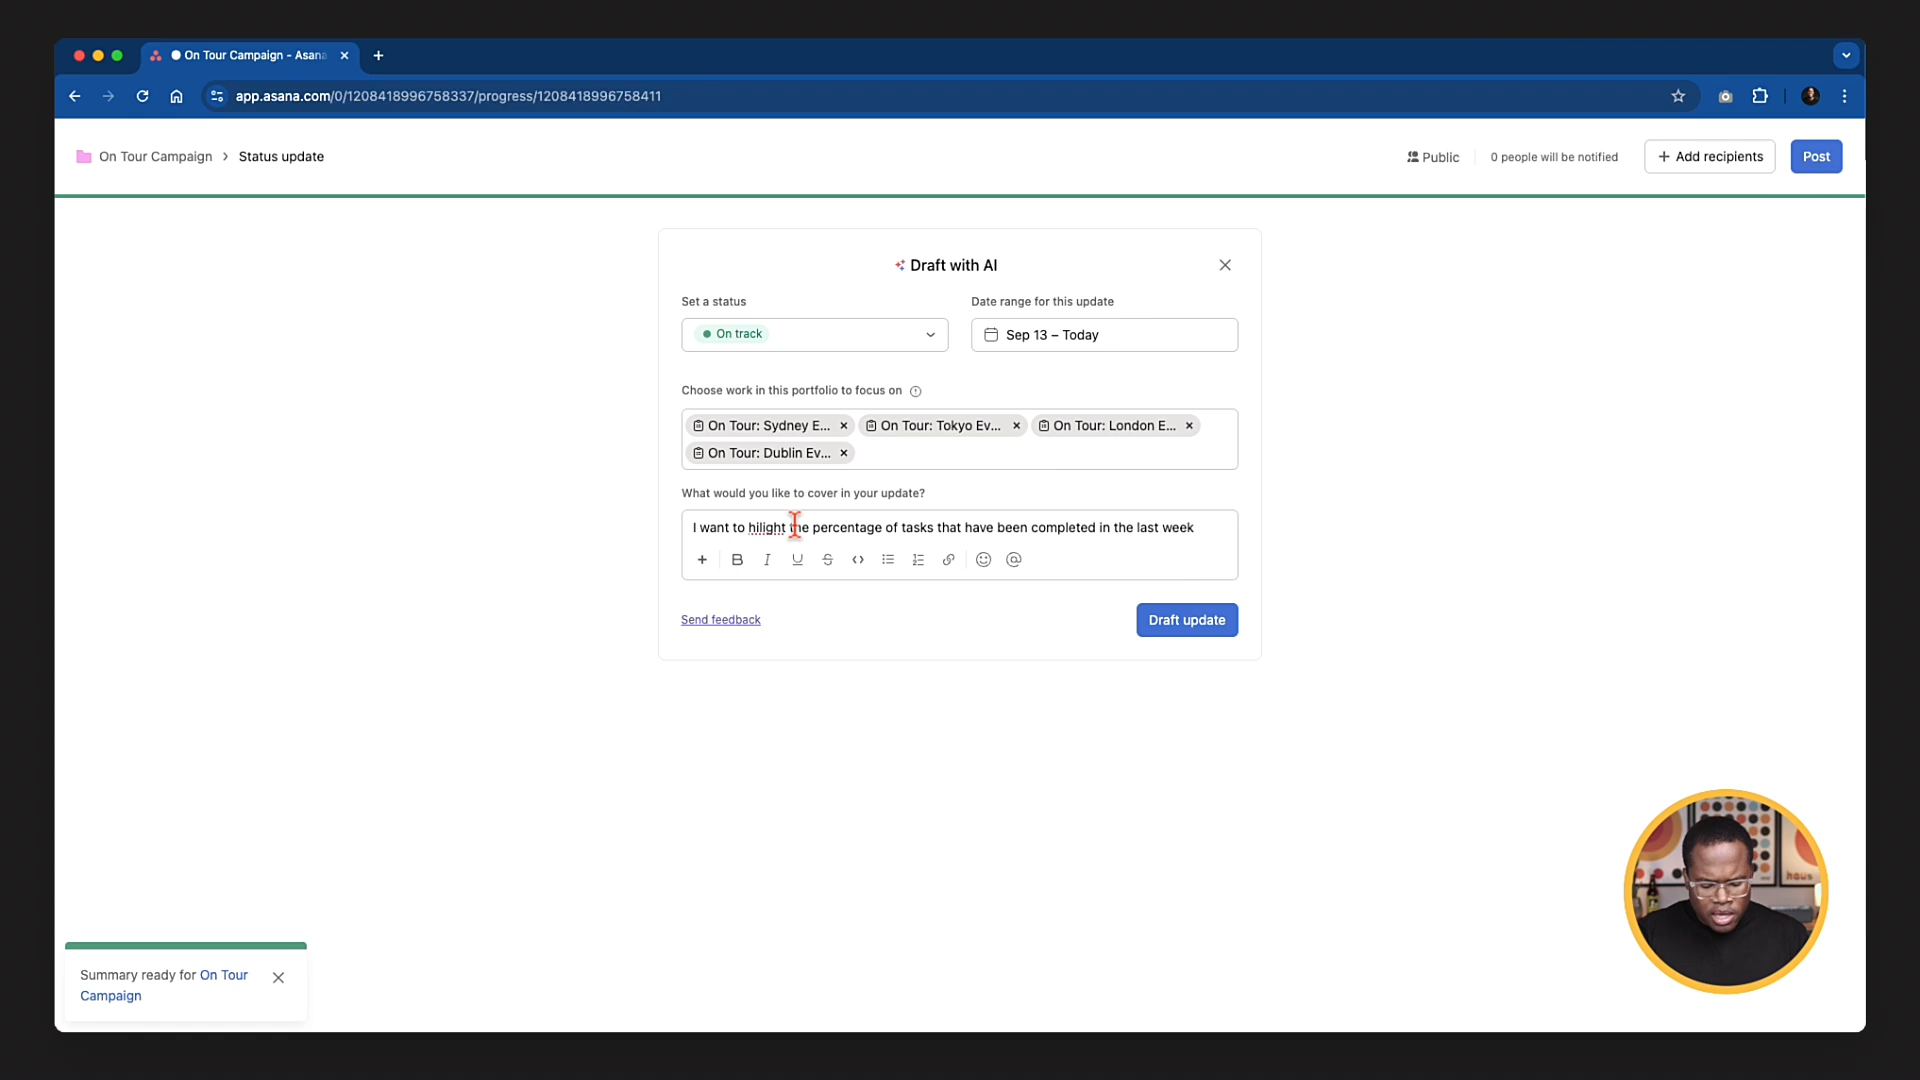 On Tour Campaign - Asana
app.asana.com/0/1208418996758337/progress/1208418996758411
On Tour Campaign > Status update
Public
0 people will be notified
+ Add recipients
Post
Draft with AI
Set a status
Date range for this update
On track
Sep 13 – Today
Choose work in this portfolio to focus on
On Tour: Sydney E...
On Tour: Tokyo Ev...
On Tour: London E...
On Tour: Dublin Ev...
What would you like to cover in your update?
I want to hilight the percentage of tasks that have been completed in the last week
Send feedback
Draft update
haus
Summary ready for On Tour
Campaign